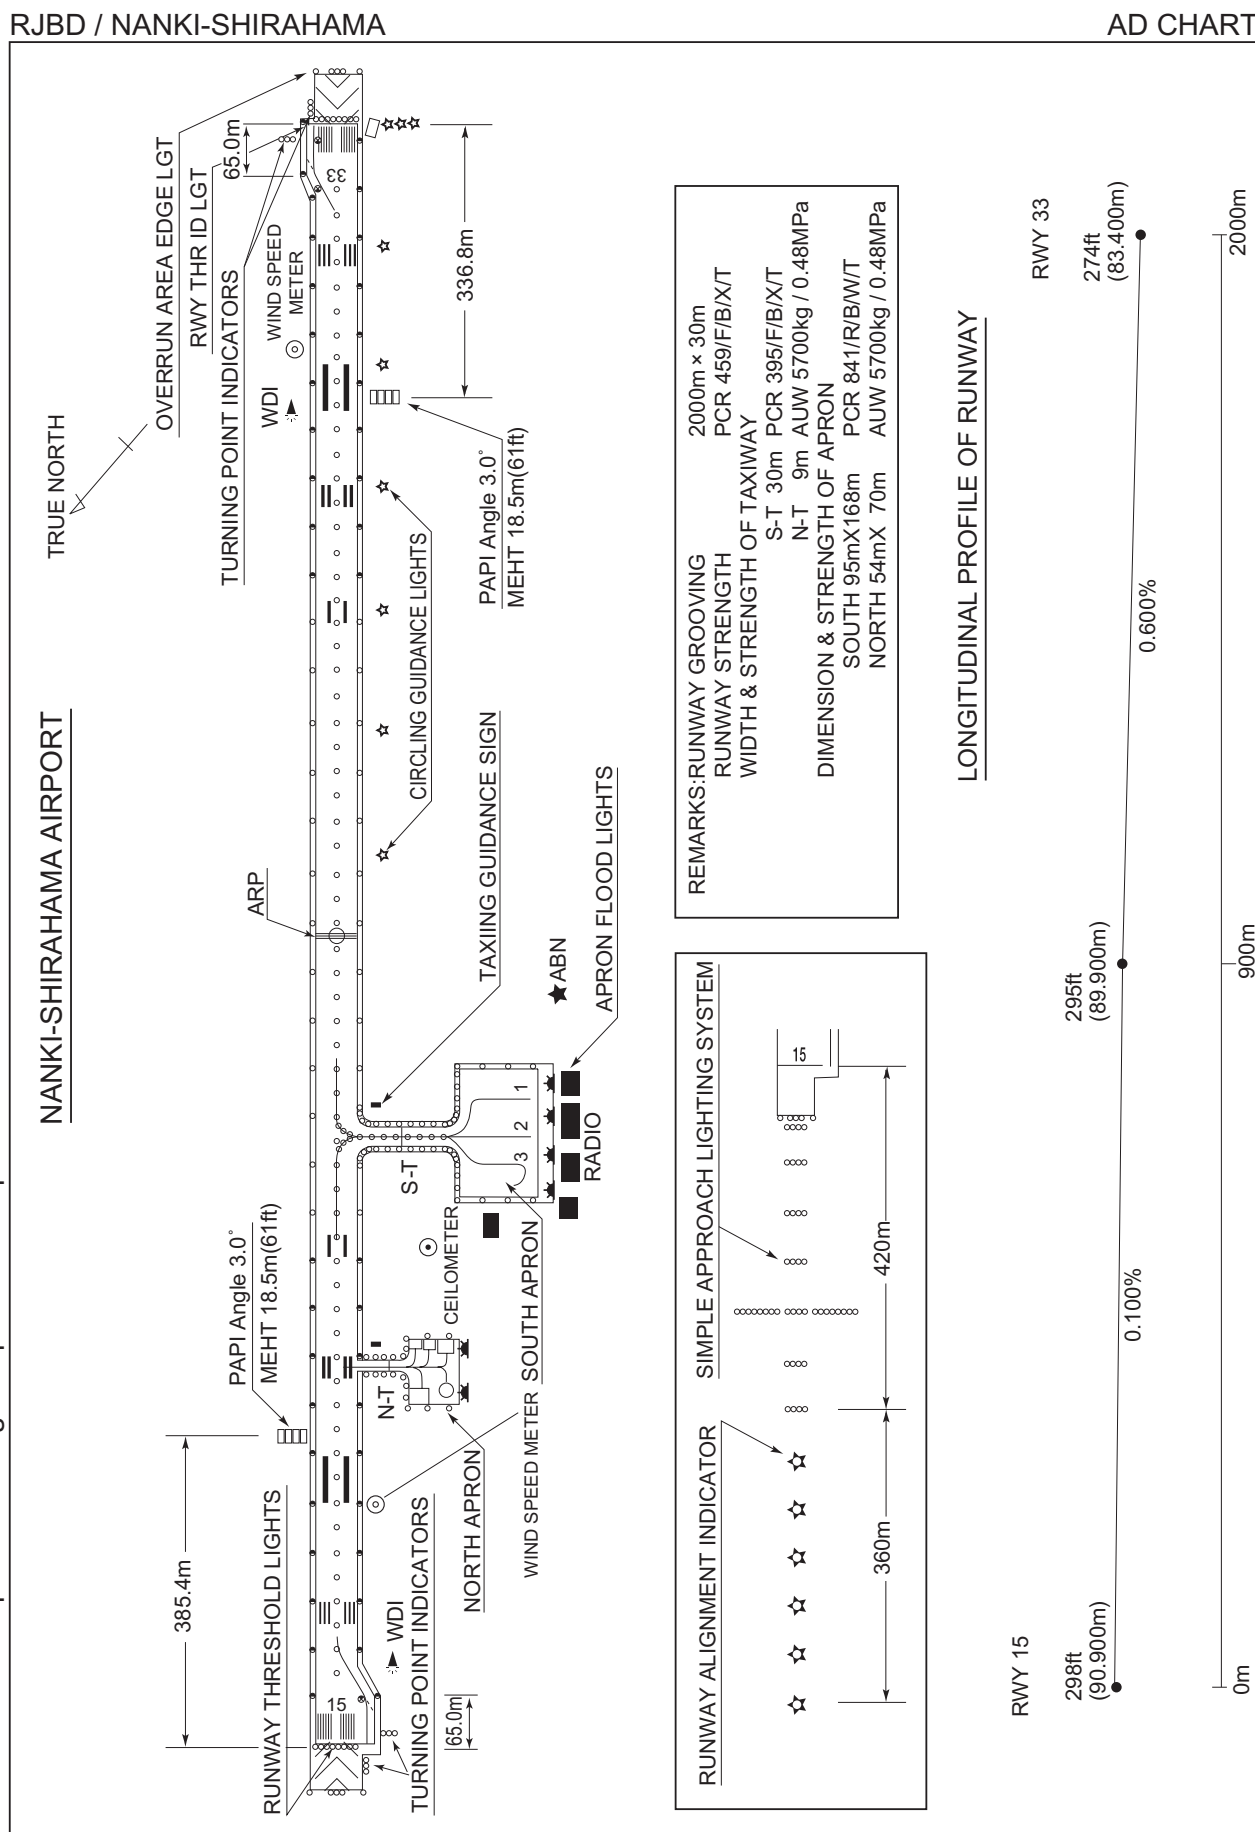 RJBD / NANKI-SHIRAHAMA
AD CHART
NANKI-SHIRAHAMA AIRPORT
TRUE NORTH
OVERRUN AREA EDGE LGT
RWY THR ID LGT
TURNING POINT INDICATORS
65.0m
WIND SPEED
METER
WDI
33
336.8m
PAPI Angle 3.0°
MEHT 18.5m(61ft)
CIRCLING GUIDANCE LIGHTS
ARP
TAXIING GUIDANCE SIGN
ABN
APRON FLOOD LIGHTS
RADIO
1
2
3
S-T
CEILOMETER
SOUTH APRON
PAPI Angle 3.0°
MEHT 18.5m(61ft)
N-T
WIND SPEED METER
NORTH APRON
385.4m
RUNWAY THRESHOLD LIGHTS
15
WDI
TURNING POINT INDICATORS
65.0m
REMARKS:RUNWAY GROOVING 2000m × 30m
RUNWAY STRENGTH PCR 459/F/B/X/T
WIDTH & STRENGTH OF TAXIWAY
S-T 30m PCR 395/F/B/X/T
N-T 9m AUW 5700kg / 0.48MPa
DIMENSION & STRENGTH OF APRON
SOUTH 95mX168m PCR 841/R/B/W/T
NORTH 54mX 70m AUW 5700kg / 0.48MPa
SIMPLE APPROACH LIGHTING SYSTEM
RUNWAY ALIGNMENT INDICATOR
15
420m
360m
LONGITUDINAL PROFILE OF RUNWAY
RWY 15
298ft
(90.900m)
0.100%
295ft
(89.900m)
0.600%
RWY 33
274ft
(83.400m)
0m
900m
2000m